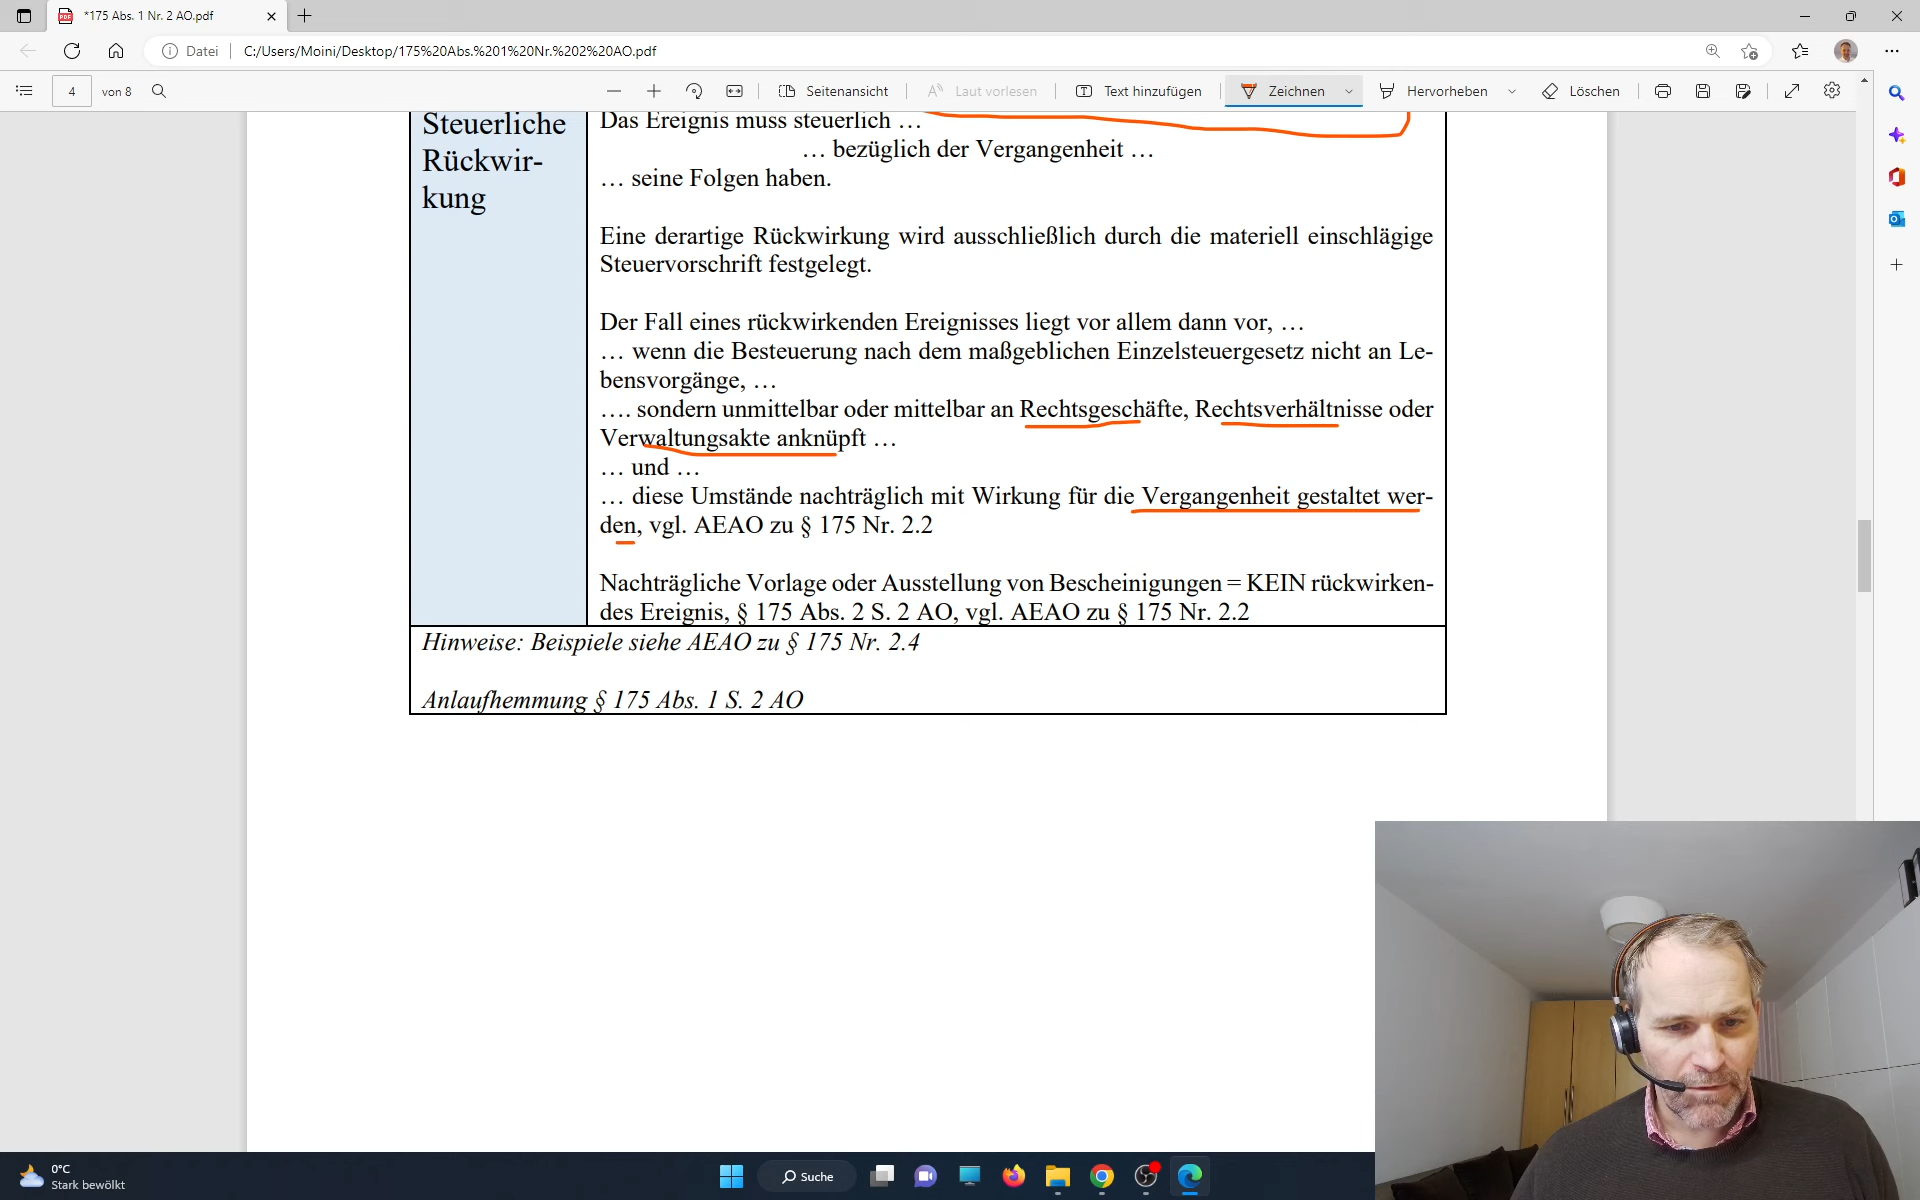 *175 Abs. 1 Nr. 2 AO.pdf
Datei
C:/Users/Moini/Desktop/175%20Abs.%201%20Nr.%202%20AO.pdf
4 von 8
Seitenansicht
Laut vorlesen
Text hinzufügen
Zeichnen
Hervorheben
Löschen
Steuerliche
Rückwir-
kung
Das Ereignis muss steuerlich …
… bezüglich der Vergangenheit …
… seine Folgen haben.
Eine derartige Rückwirkung wird ausschließlich durch die materiell einschlägige
Steuervorschrift festgelegt.
Der Fall eines rückwirkenden Ereignisses liegt vor allem dann vor, …
… wenn die Besteuerung nach dem maßgeblichen Einzelsteuergesetz nicht an Le-
bensvorgänge, …
…. sondern unmittelbar oder mittelbar an Rechtsgeschäfte, Rechtsverhältnisse oder
Verwaltungsakte anknüpft …
… und …
… diese Umstände nachträglich mit Wirkung für die Vergangenheit gestaltet wer-
den, vgl. AEAO zu § 175 Nr. 2.2
Nachträgliche Vorlage oder Ausstellung von Bescheinigungen = KEIN rückwirken-
des Ereignis, § 175 Abs. 2 S. 2 AO, vgl. AEAO zu § 175 Nr. 2.2
Hinweise: Beispiele siehe AEAO zu § 175 Nr. 2.4
Anlaufhemmung § 175 Abs. 1 S. 2 AO
0°C
Stark bewölkt
Suche